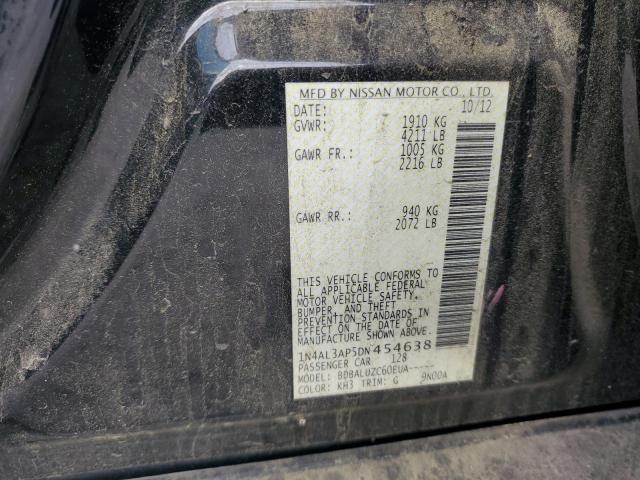 MFD BY NISSAN MOTOR CO., LTD.
DATE: 10/12
GVWR: 1910 KG
4211 LB
GAWR FR.: 1005 KG
2216 LB
GAWR RR.: 940 KG
2072 LB
THIS VEHICLE CONFORMS TO
ALL APPLICABLE FEDERAL
MOTOR VEHICLE SAFETY,
BUMPER, AND THEFT
PREVENTION STANDARDS IN
EFFECT ON THE DATE OF
MANUFACTURE SHOWN ABOVE.
1N4AL3AP5DN454638
PASSENGER CAR 128
MODEL: BDBALUZC60EUA-----
COLOR: KH3 TRIM: G 9N00A